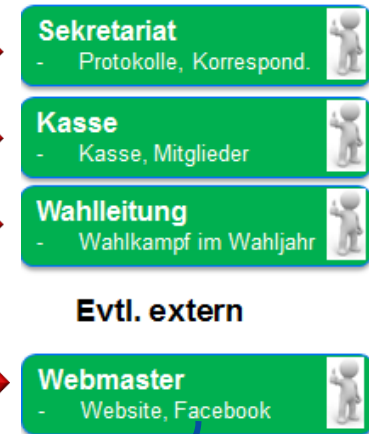 Sekretariat
- Protokolle, Korrespond.
Kasse
- Kasse, Mitglieder
Wahlleitung
- Wahlkampf im Wahljahr
Evtl. extern
Webmaster
- Website, Facebook